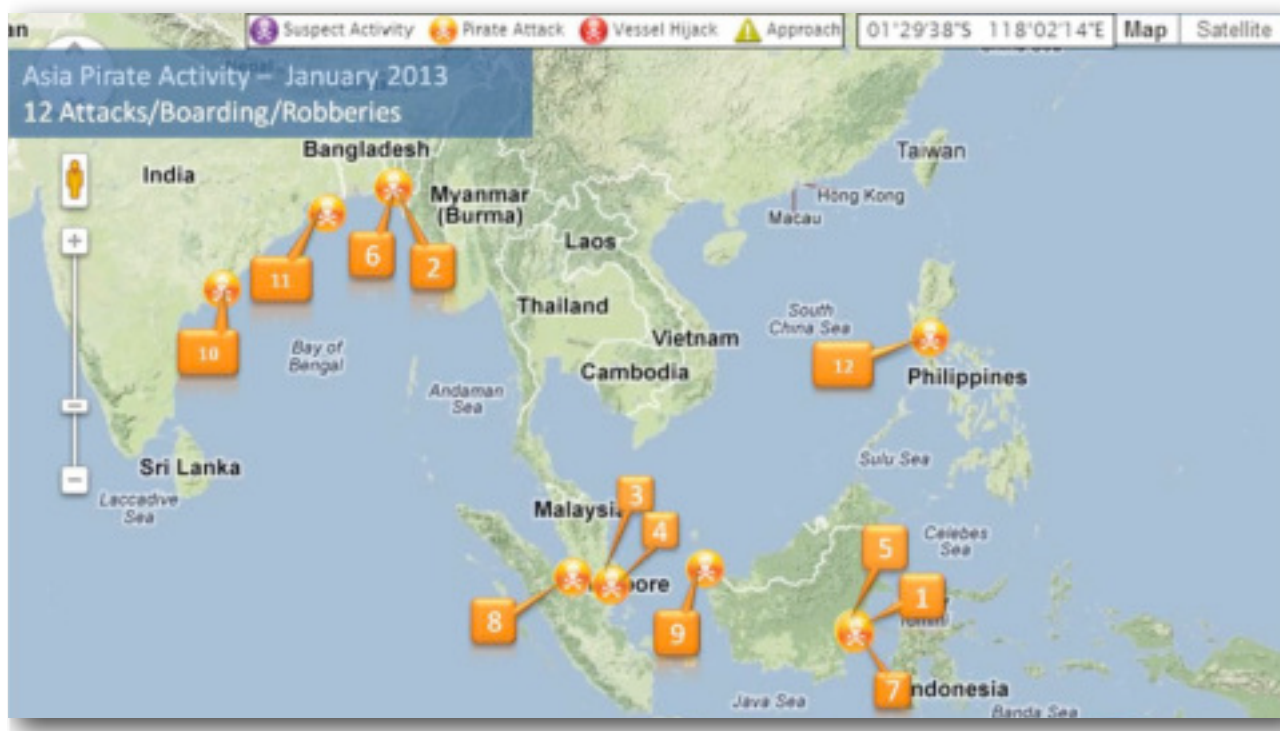 an
Suspect Activity Pirate Attack Vessel Hijack Approach
01°29'38"S 118°02'14"E Map Satellite
Asia Pirate Activity – January 2013
12 Attacks/Boarding/Robberies
Bangladesh
Taiwan
India
Myanmar
(Burma)
Hong Kong
Macau
Laos
6
2
11
Thailand
South
China Sea
10
Bay of
Bengal
Vietnam
12
Cambodia
Philippines
Andaman
Sea
Sri Lanka
Sulu Sea
Laccadive
Sea
3
Malaysia
4
Celebes
Sea
5
ore
1
8
9
7
ndonesia
Java Sea
Banda Sea